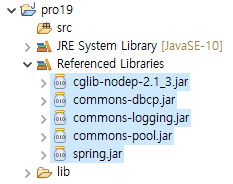 pro19
src
JRE System Library [JavaSE-10]
Referenced Libraries
cglib-nodep-2.1_3.jar
commons-dbcp.jar
commons-logging.jar
commons-pool.jar
spring.jar
lib